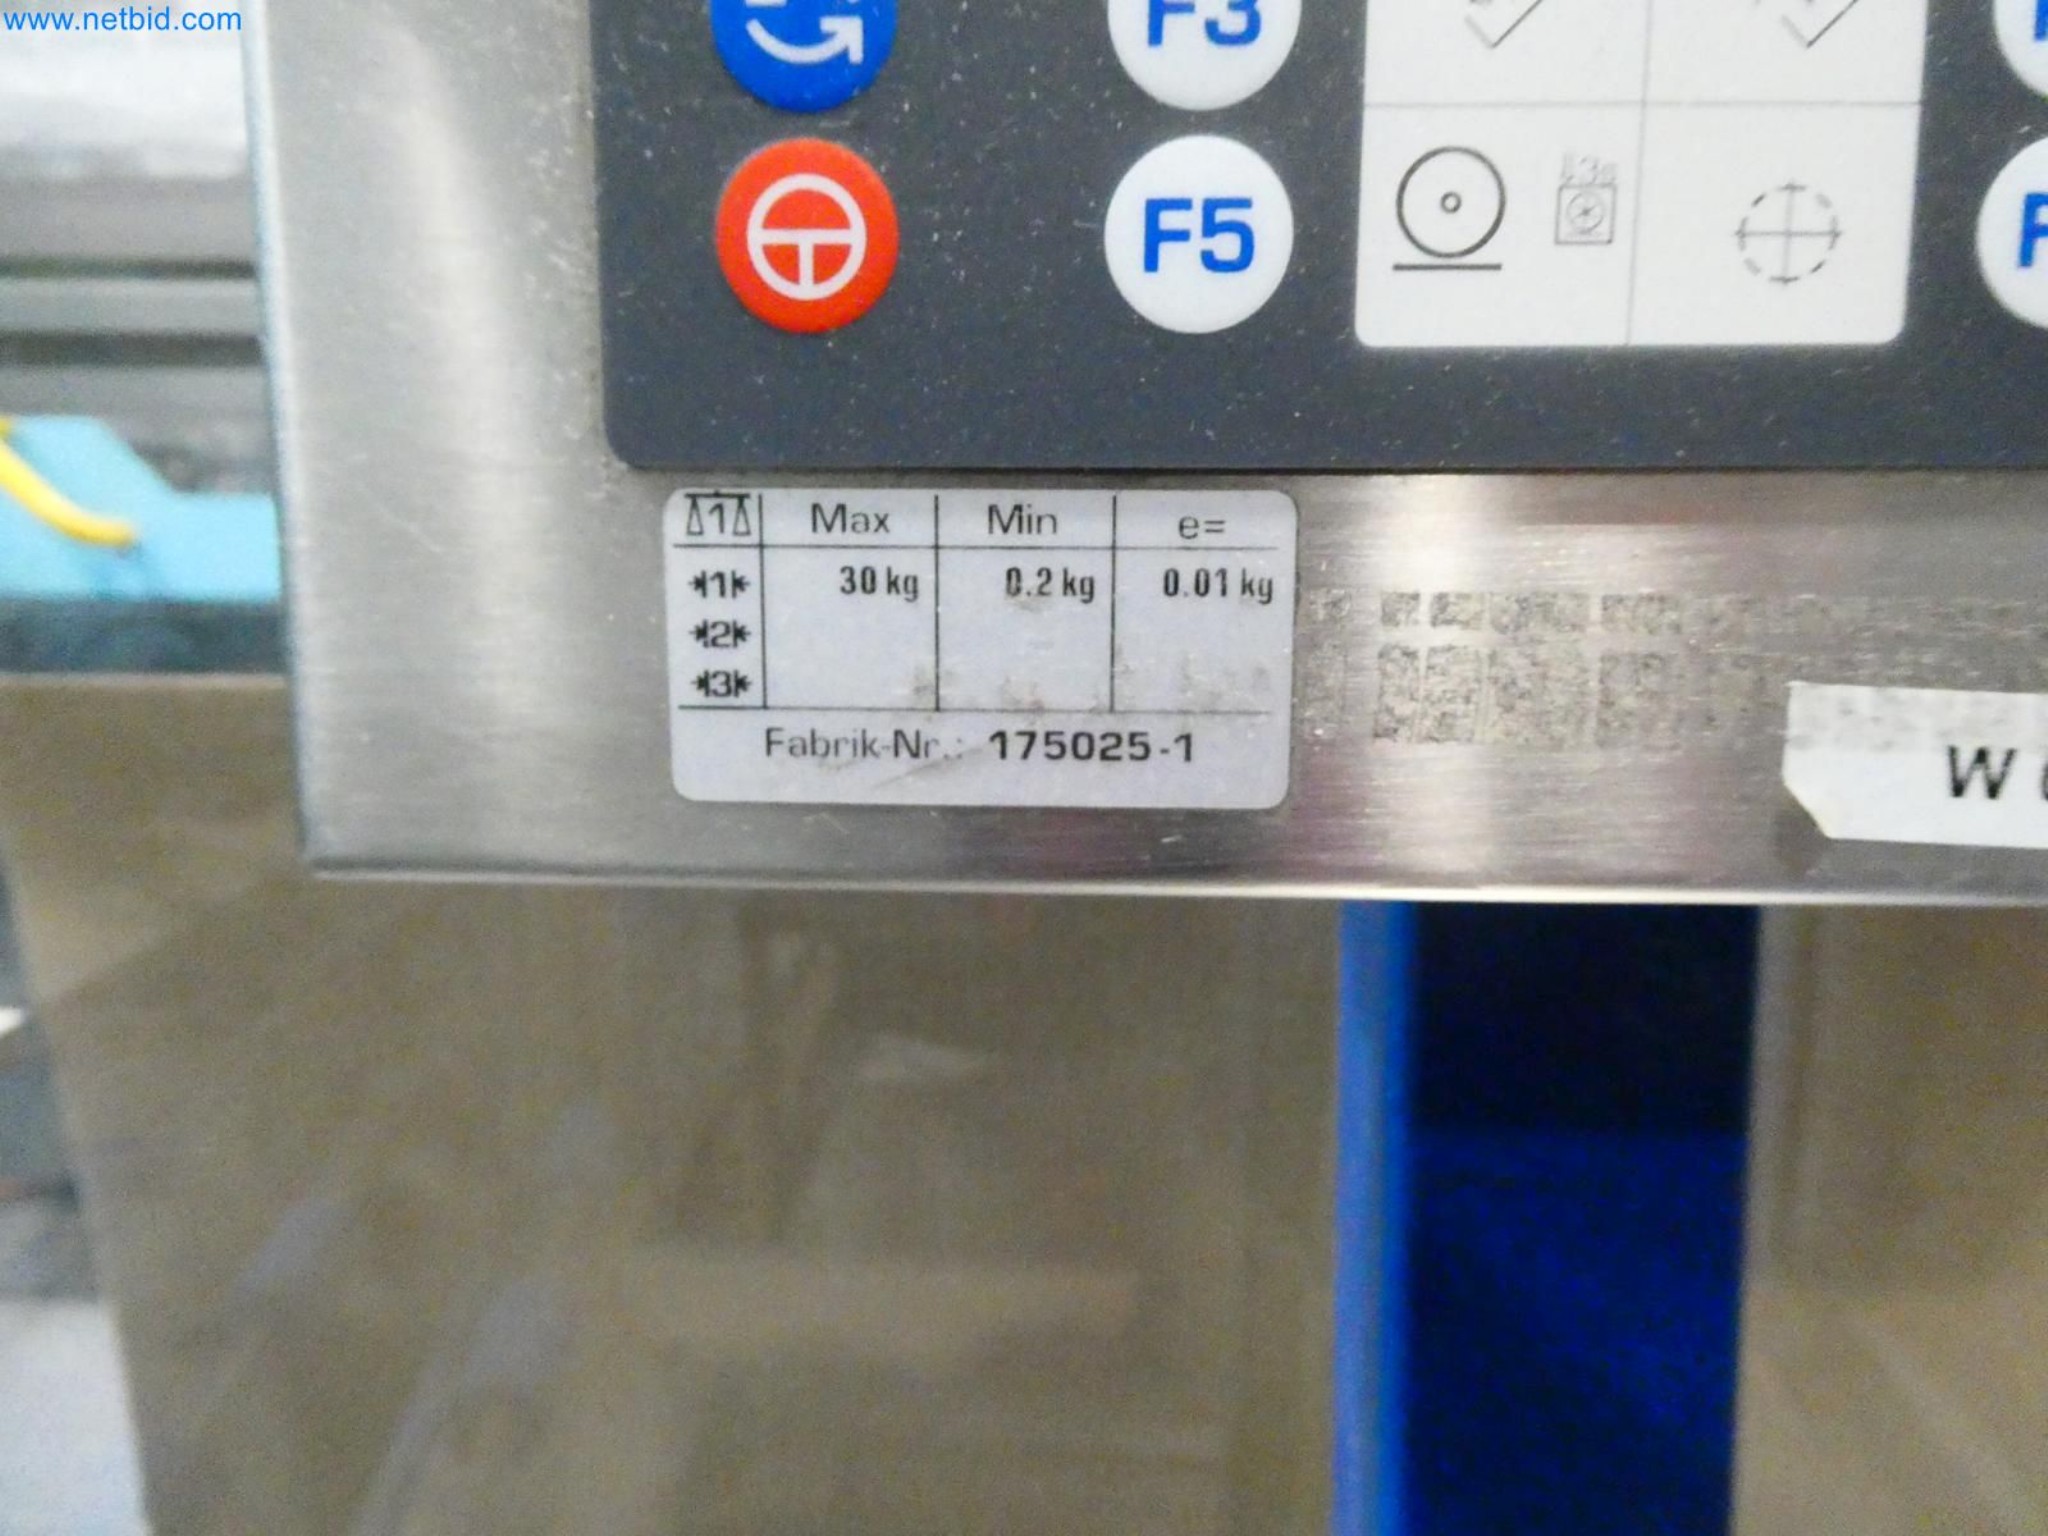 www.netbid.com
F3
F5
1 Max Min e=
1 30 kg 0.2 kg 0.01 kg
2
3
Fabrik-Nr.: 175025-1
W